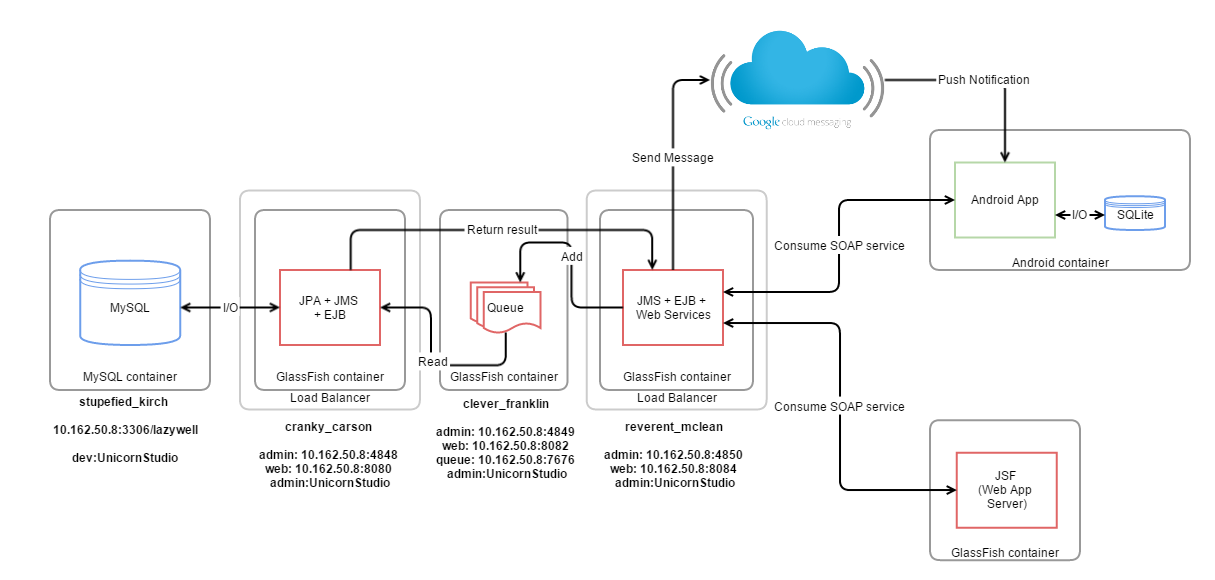 Google cloud messaging
Push Notification
Send Message
Android App
I/O
SQLite
Android container
Consume SOAP service
Return result
Add
MySQL
I/O
JPA + JMS
+ EJB
Queue
JMS + EJB +
Web Services
Read
MySQL container
GlassFish container
GlassFish container
GlassFish container
Load Balancer
Load Balancer
Consume SOAP service
stupefied_kirch
10.162.50.8:3306/lazywell
dev:UnicornStudio
cranky_carson
admin: 10.162.50.8:4848
web: 10.162.50.8:8080
admin:UnicornStudio
clever_franklin
admin: 10.162.50.8:4849
web: 10.162.50.8:8082
queue: 10.162.50.8:7676
admin:UnicornStudio
reverent_mclean
admin: 10.162.50.8:4850
web: 10.162.50.8:8084
admin:UnicornStudio
JSF
(Web App
Server)
GlassFish container